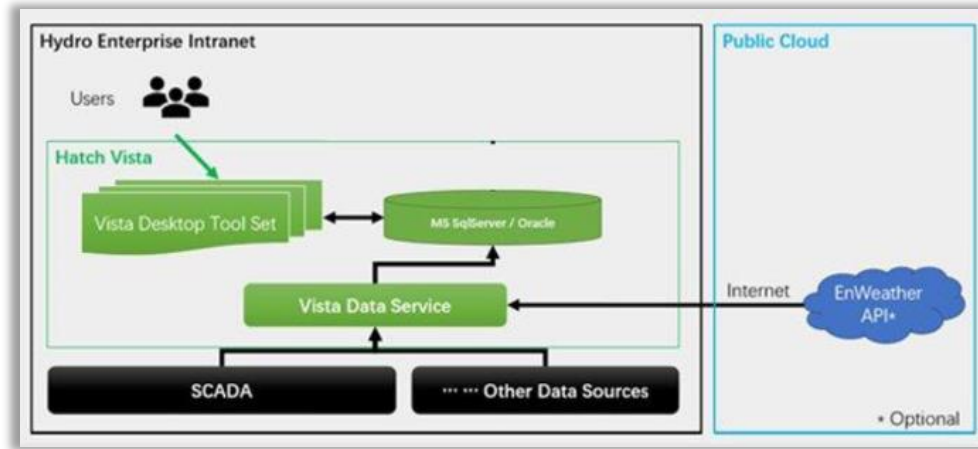 Hydro Enterprise Intranet
Public Cloud
Users
Hatch Vista
Vista Desktop Tool Set
MS SqlServer / Oracle
Internet
EnWeather
API*
Vista Data Service
SCADA
··· ··· Other Data Sources
* Optional